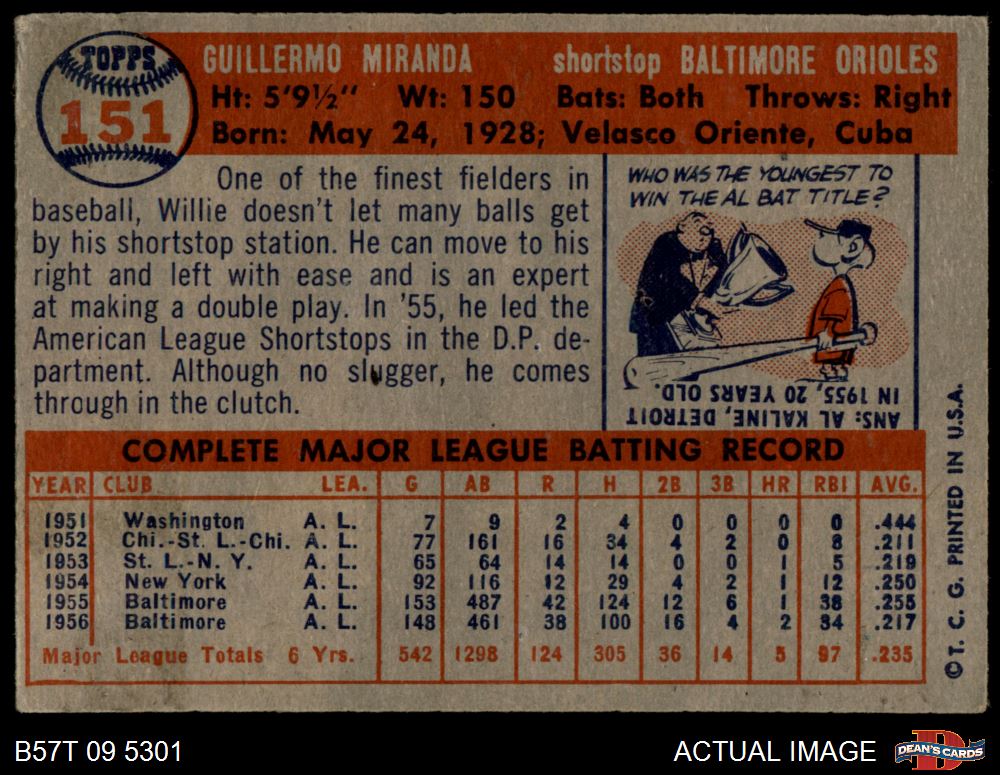 TOPPS
151
GUILLERMO MIRANDA shortstop BALTIMORE ORIOLES
Ht: 5'9½" Wt: 150 Bats: Both Throws: Right
Born: May 24, 1928; Velasco Oriente, Cuba
One of the finest fielders in
baseball, Willie doesn't let many balls get
by his shortstop station. He can move to his
right and left with ease and is an expert
at making a double play. In '55, he led the
American League Shortstops in the D.P. de-
partment. Although no slugger, he comes
through in the clutch.
WHO WAS THE YOUNGEST TO
WIN THE AL BAT TITLE?
ANS: AL KALINE, DETROIT
IN 1955, 20 YEARS OLD
COMPLETE MAJOR LEAGUE BATTING RECORD
YEAR CLUB LEA. G AB R H 2B 3B HR RBI AVG.
1951 Washington A. L. 7 9 2 4 0 0 0 0 .444
1952 Chi.-St. L.-Chi. A. L. 77 161 16 34 4 2 0 8 .211
1953 St. L.-N. Y. A. L. 65 64 14 14 0 0 1 5 .219
1954 New York A. L. 92 116 12 29 4 2 1 12 .250
1955 Baltimore A. L. 153 487 42 124 12 6 1 38 .255
1956 Baltimore A. L. 148 461 38 100 16 4 2 34 .217
Major League Totals 6 Yrs. 542 1298 124 305 36 14 5 97 .235
©T. C. G. PRINTED IN U.S.A.
B57T 09 5301
ACTUAL IMAGE
DEAN'S CARDS